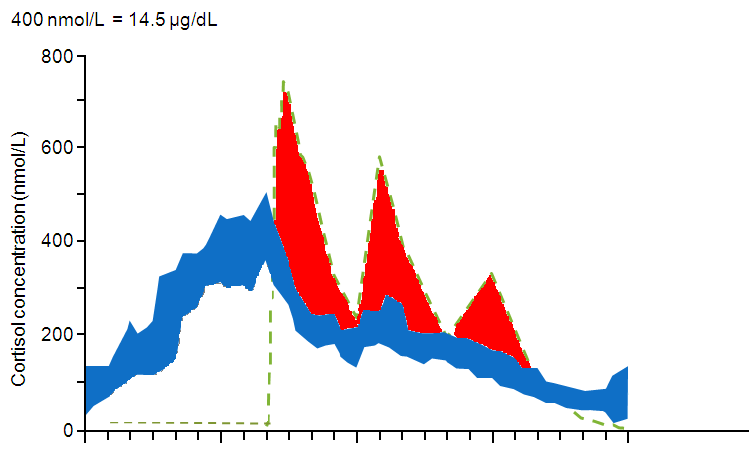 400 nmol/L = 14.5 µg/dL
800
600
400
200
0
Cortisol concentration (nmol/L)